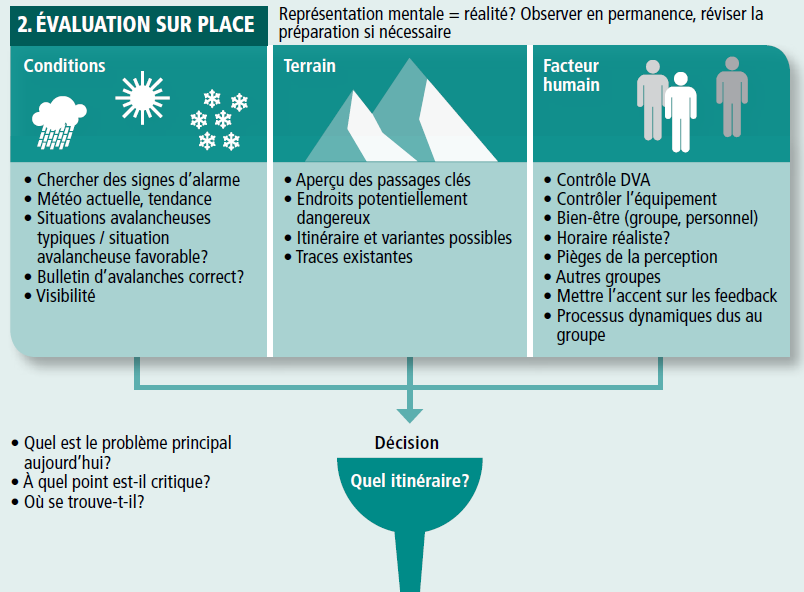 2. ÉVALUATION SUR PLACE
Représentation mentale = réalité? Observer en permanence, réviser la
préparation si nécessaire
Conditions
• Chercher des signes d'alarme
• Météo actuelle, tendance
• Situations avalancheuses
typiques / situation
avalancheuse favorable?
• Bulletin d'avalanches correct?
• Visibilité
Terrain
• Aperçu des passages clés
• Endroits potentiellement
dangereux
• Itinéraire et variantes possibles
• Traces existantes
Facteur
humain
• Contrôle DVA
• Contrôler l'équipement
• Bien-être (groupe, personnel)
• Horaire réaliste?
• Pièges de la perception
• Autres groupes
• Mettre l'accent sur les feedback
• Processus dynamiques dus au
groupe
• Quel est le problème principal
aujourd'hui?
• À quel point est-il critique?
• Où se trouve-t-il?
Décision
Quel itinéraire?